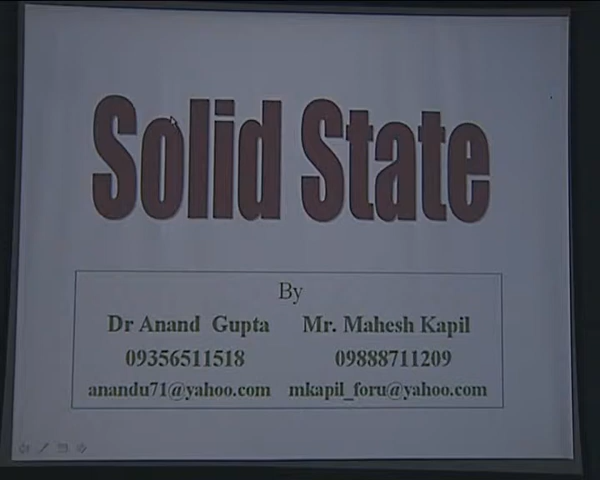 Solid State
By
Dr Anand Gupta Mr. Mahesh Kapil
09356511518 09888711209
anandu71@yahoo.com mkapil_foru@yahoo.com